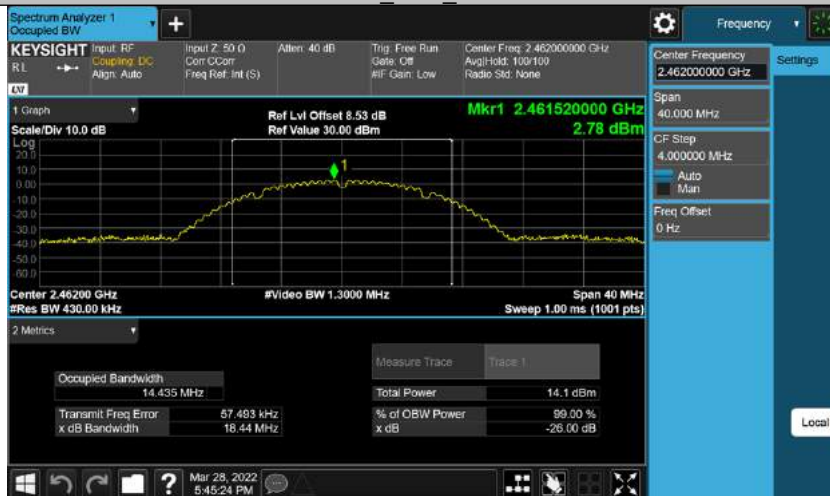 Spectrum Analyzer 1
Occupied BW
Frequency
KEYSIGHT
RL
LXI
Input: RF
Coupling: DC
Align: Auto
Input Z: 50 Ω
Corr CCorr
Freq Ref: Int (S)
Atten: 40 dB
Trig: Free Run
Gate: Off
#IF Gain: Low
Center Freq: 2.462000000 GHz
Avg|Hold: 100/100
Radio Std: None
Center Frequency
2.462000000 GHz
Settings
Span
40.000 MHz
CF Step
4.000000 MHz
Auto
Man
Freq Offset
0 Hz
Local
1 Graph
Scale/Div 10.0 dB
Ref Lvl Offset 8.53 dB
Ref Value 30.00 dBm
Mkr1 2.461520000 GHz
2.78 dBm
Log
20.0
10.0
0.00
-10.0
-20.0
-30.0
-40.0
-50.0
-60.0
1
Center 2.46200 GHz
#Res BW 430.00 kHz
#Video BW 1.3000 MHz
Span 40 MHz
Sweep 1.00 ms (1001 pts)
2 Metrics
Measure Trace
Trace 1
Occupied Bandwidth
14.435 MHz
Total Power
14.1 dBm
Transmit Freq Error
57.493 kHz
% of OBW Power
99.00 %
x dB Bandwidth
18.44 MHz
x dB
-26.00 dB
Mar 28, 2022
5:45:24 PM